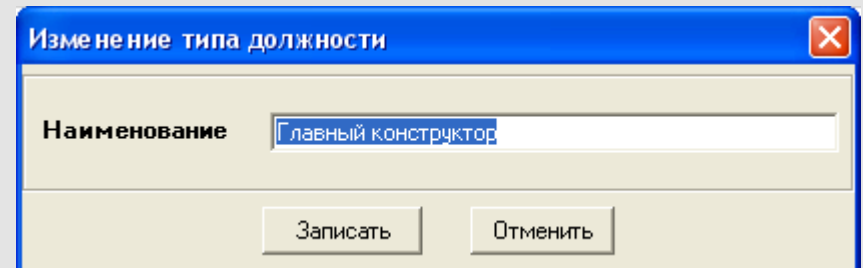 Изменение типа должности
Наименование Главный конструктор
Записать Отменить